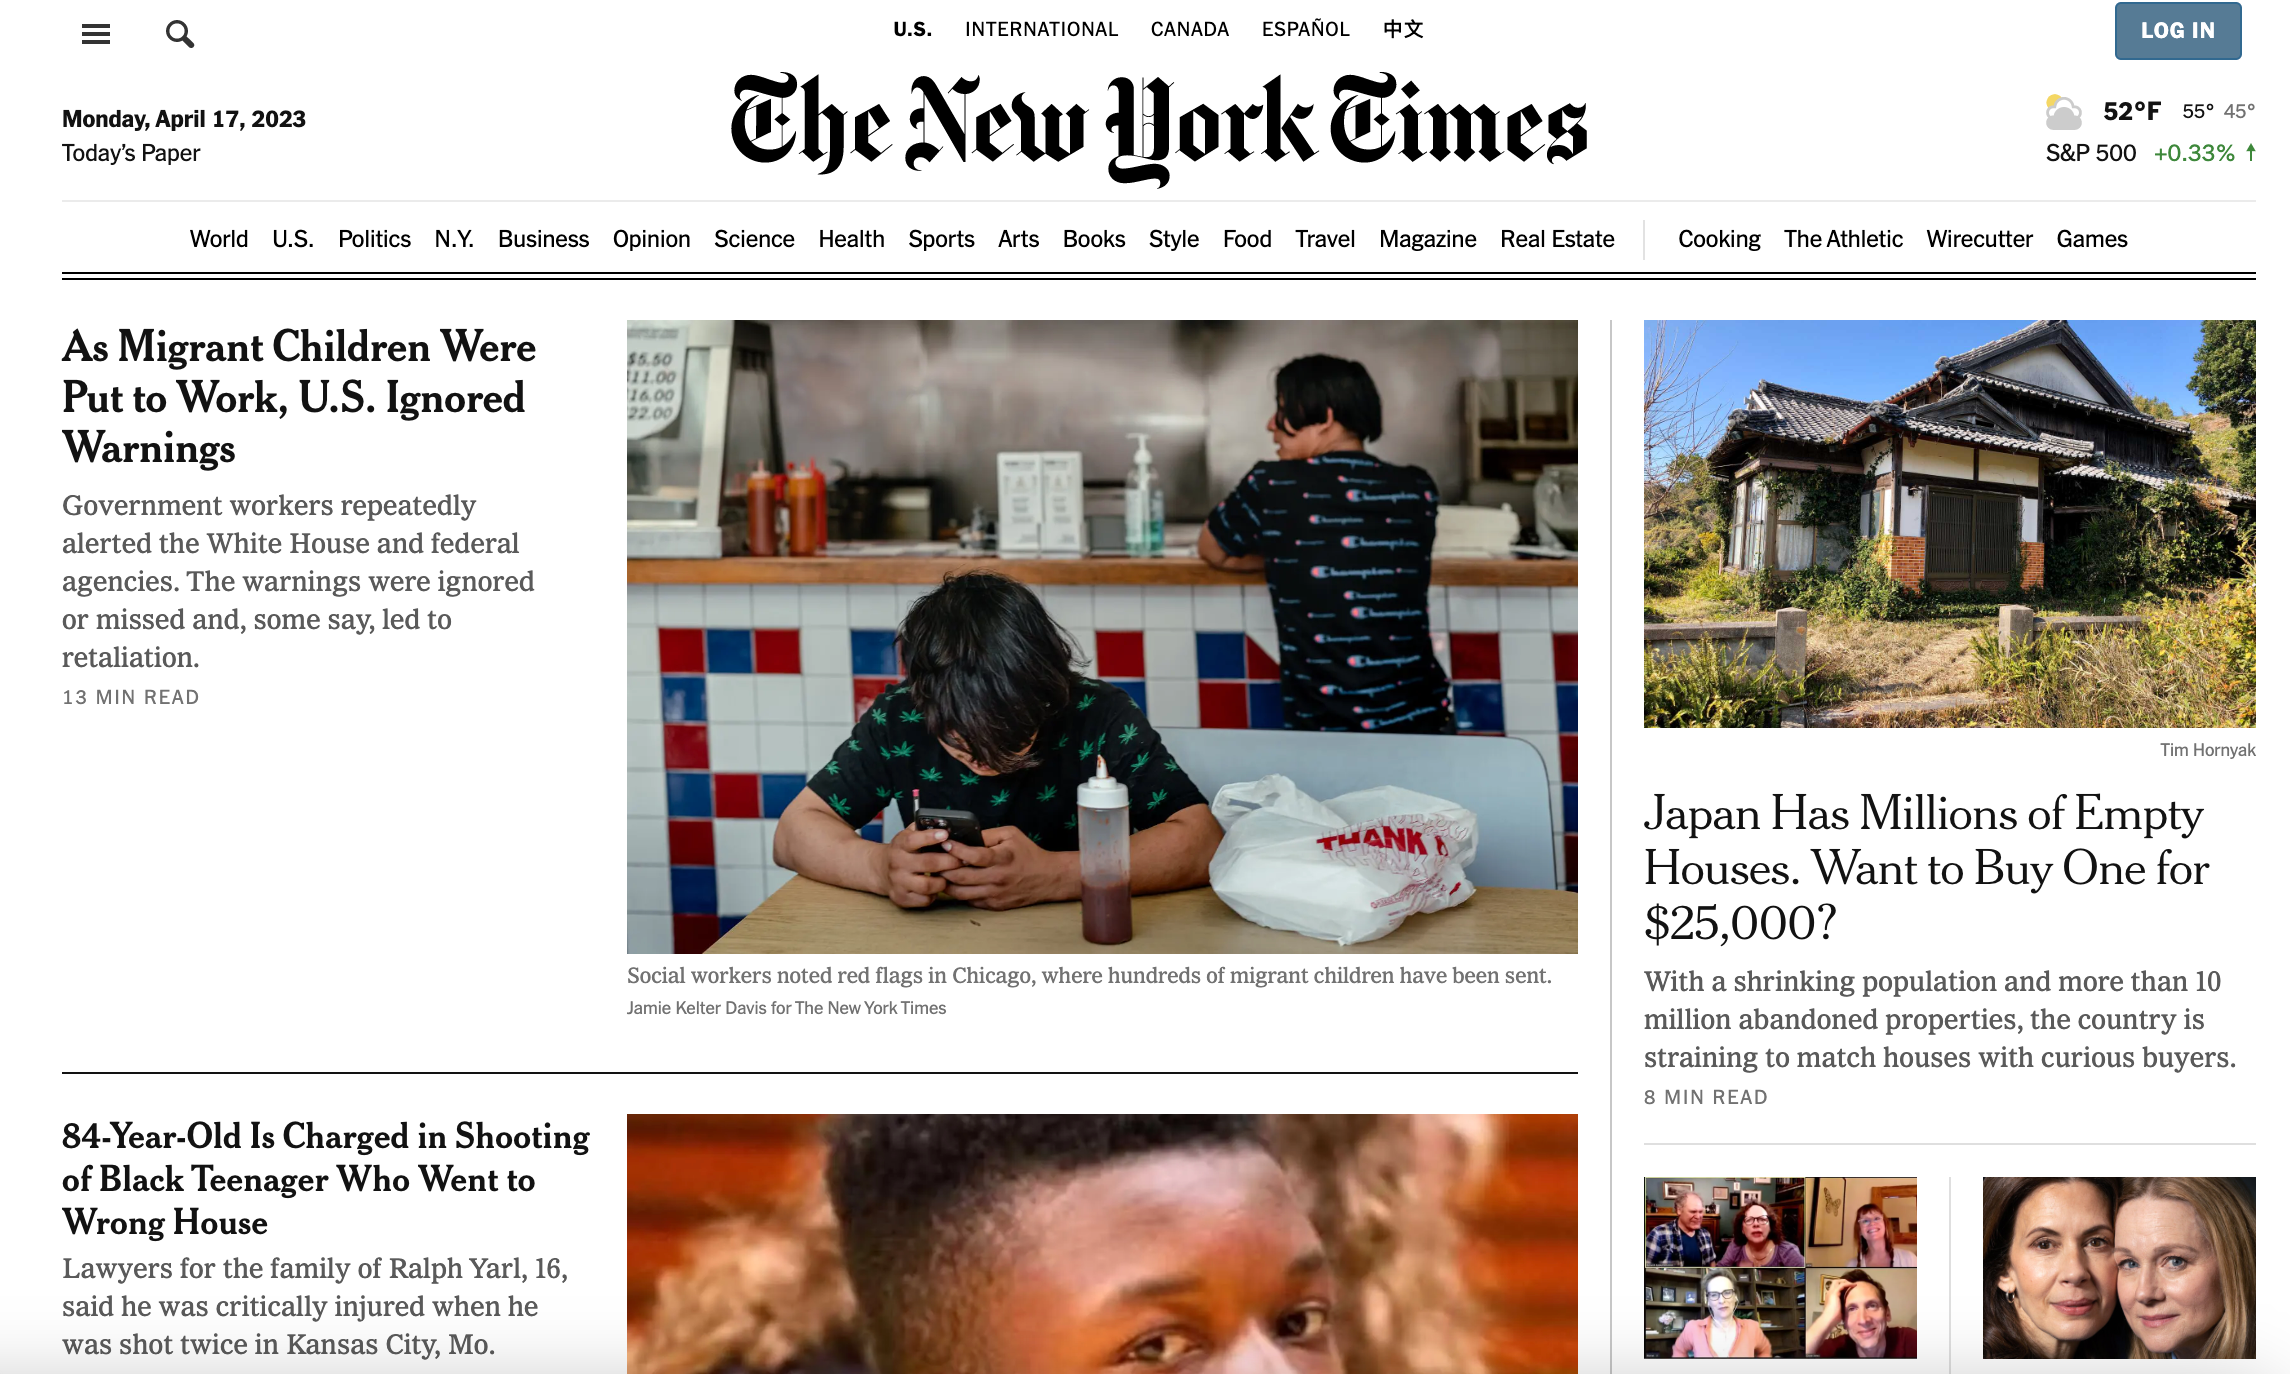 U.S. INTERNATIONAL CANADA ESPAÑOL 中文
LOG IN
The New York Times
Monday, April 17, 2023
Today's Paper
52°F 55° 45°
S&P 500 +0.33% ↑
World U.S. Politics N.Y. Business Opinion Science Health Sports Arts Books Style Food Travel Magazine Real Estate Cooking The Athletic Wirecutter Games
As Migrant Children Were
Put to Work, U.S. Ignored
Warnings
Government workers repeatedly
alerted the White House and federal
agencies. The warnings were ignored
or missed and, some say, led to
retaliation.
13 MIN READ
$5.50
$11.00
$16.00
$22.00
Champion
THANK
Social workers noted red flags in Chicago, where hundreds of migrant children have been sent.
Jamie Kelter Davis for The New York Times
84-Year-Old Is Charged in Shooting
of Black Teenager Who Went to
Wrong House
Lawyers for the family of Ralph Yarl, 16,
said he was critically injured when he
was shot twice in Kansas City, Mo.
Tim Hornyak
Japan Has Millions of Empty
Houses. Want to Buy One for
$25,000?
With a shrinking population and more than 10
million abandoned properties, the country is
straining to match houses with curious buyers.
8 MIN READ